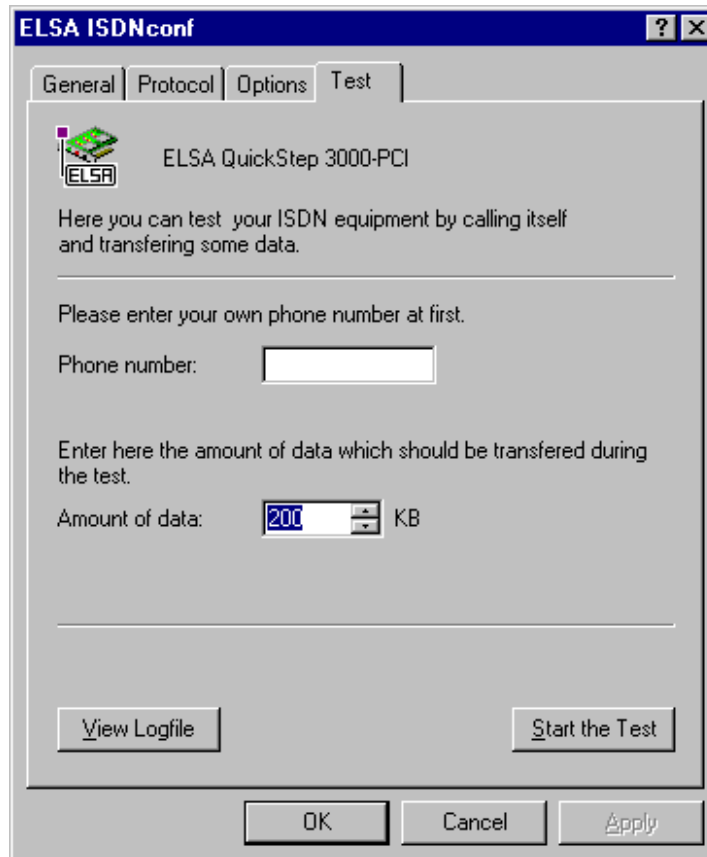 ELSA ISDNconf
General Protocol Options Test
ELSA
ELSA QuickStep 3000-PCI
Here you can test your ISDN equipment by calling itself
and transfering some data.
Please enter your own phone number at first.
Phone number:
Enter here the amount of data which should be transfered during
the test.
Amount of data: 200 KB
View Logfile Start the Test
OK Cancel Apply